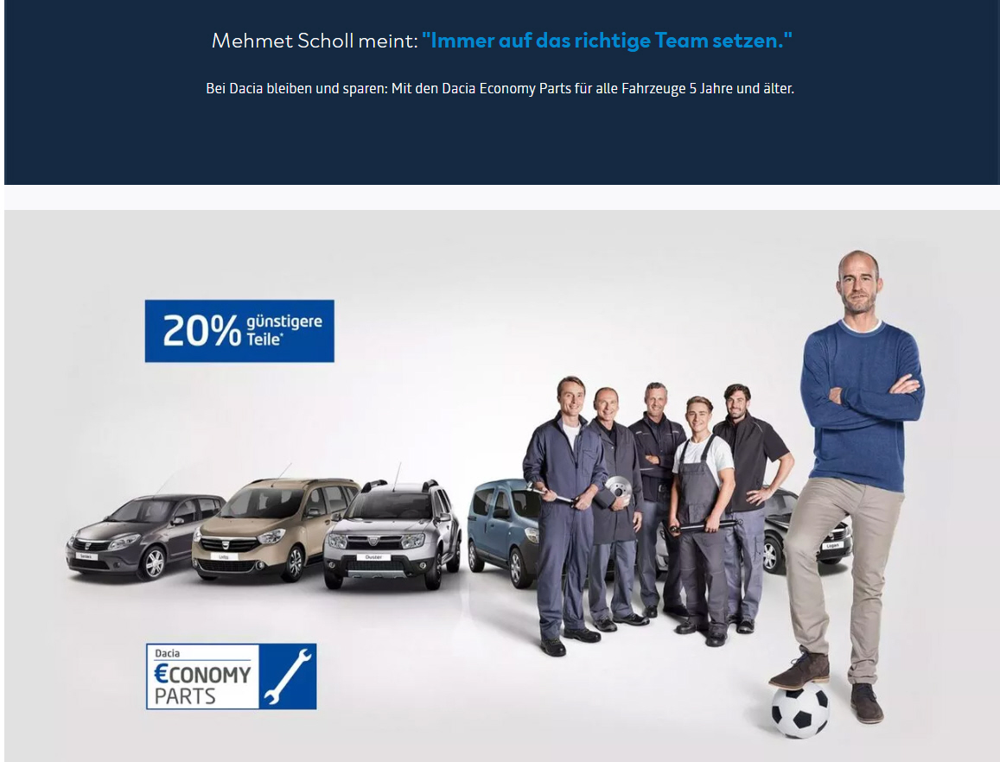 Mehmet Scholl meint: "Immer auf das richtige Team setzen."
Bei Dacia bleiben und sparen: Mit den Dacia Economy Parts für alle Fahrzeuge 5 Jahre und älter.
20% günstigere
Teile*
Duster
Logan
Dacia
€CONOMY
PARTS